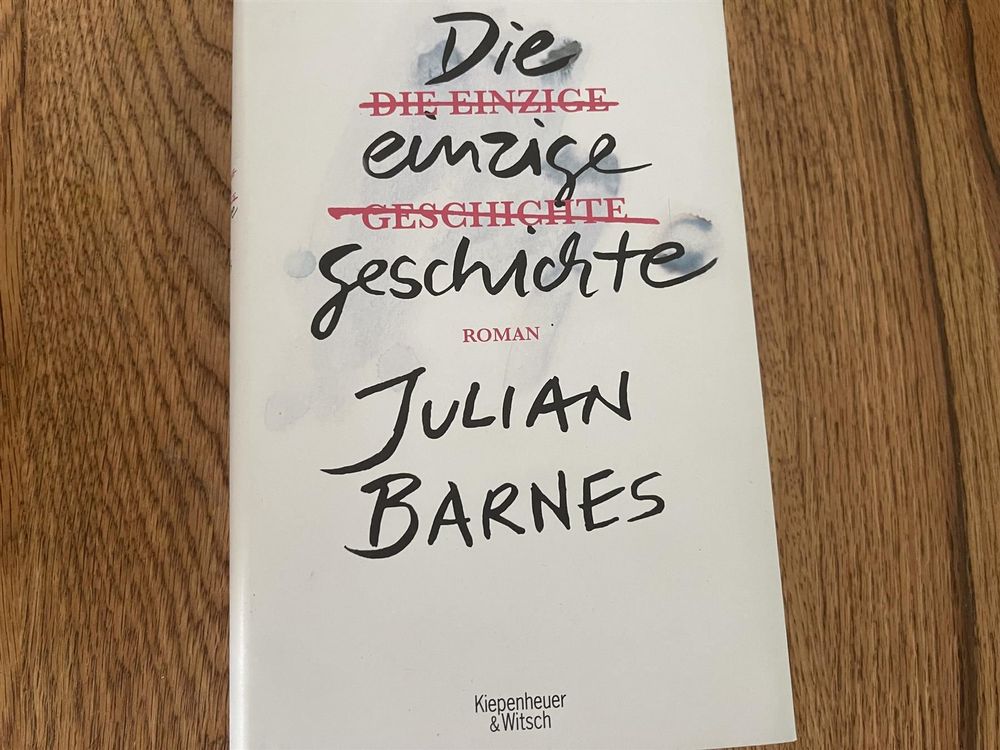 Die
DIE EINZIGE
einzige
GESCHICHTE
geschichte
ROMAN
JULIAN
BARNES
Kiepenheuer
&Witsch